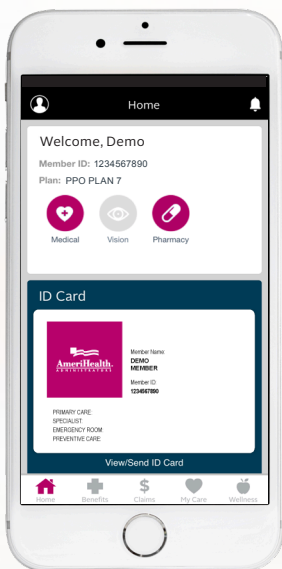 Home
Welcome, Demo
Member ID: 1234567890
Plan: PPO PLAN 7
Medical Vision Pharmacy
ID Card
AmeriHealth.
ADMINISTRATORS
Member Name
DEMO
MEMBER
Member ID
1234567890
PRIMARY CARE
SPECIALIST
EMERGENCY ROOM
PREVENTIVE CARE
View/Send ID Card
Home Benefits $ Claims My Care Wellness